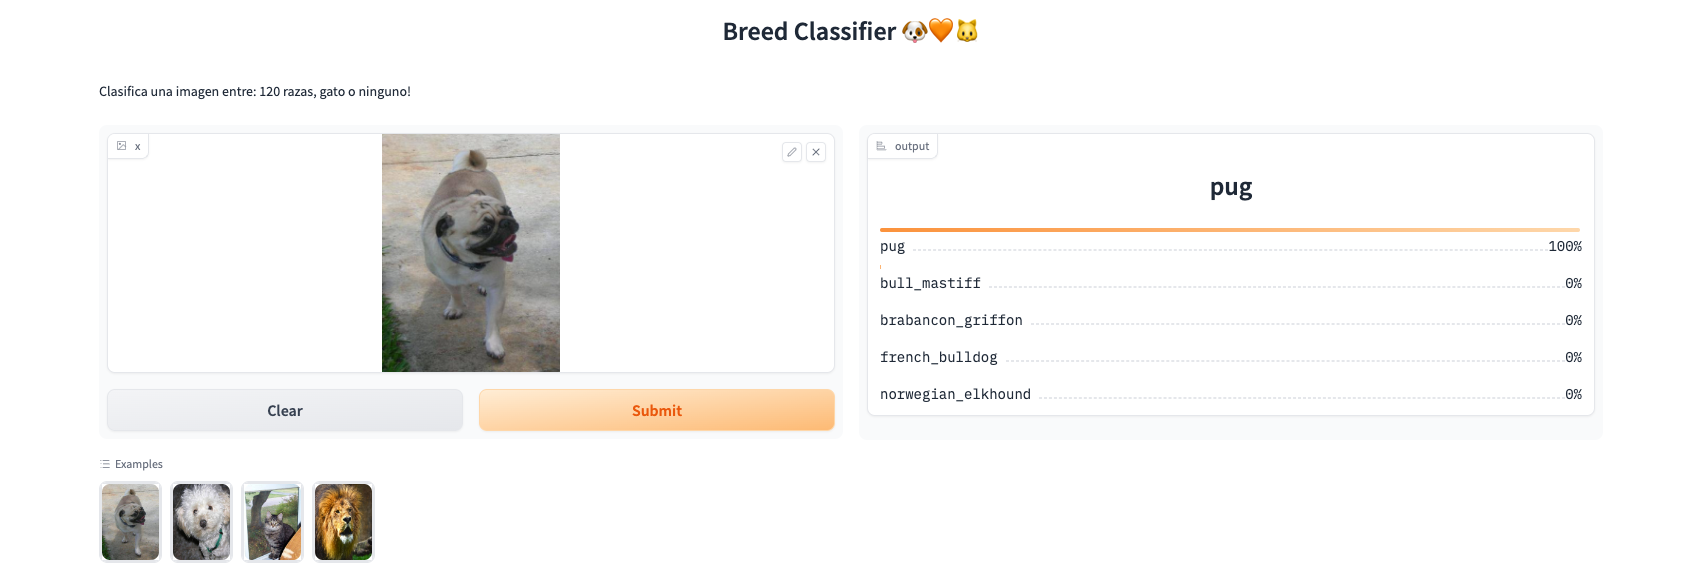 Breed Classifier 🐶🧡🐱
Clasifica una imagen entre: 120 razas, gato o ninguno!
x
output
pug
pug 100%
bull_mastiff 0%
brabancon_griffon 0%
french_bulldog 0%
norwegian_elkhound 0%
Clear
Submit
Examples